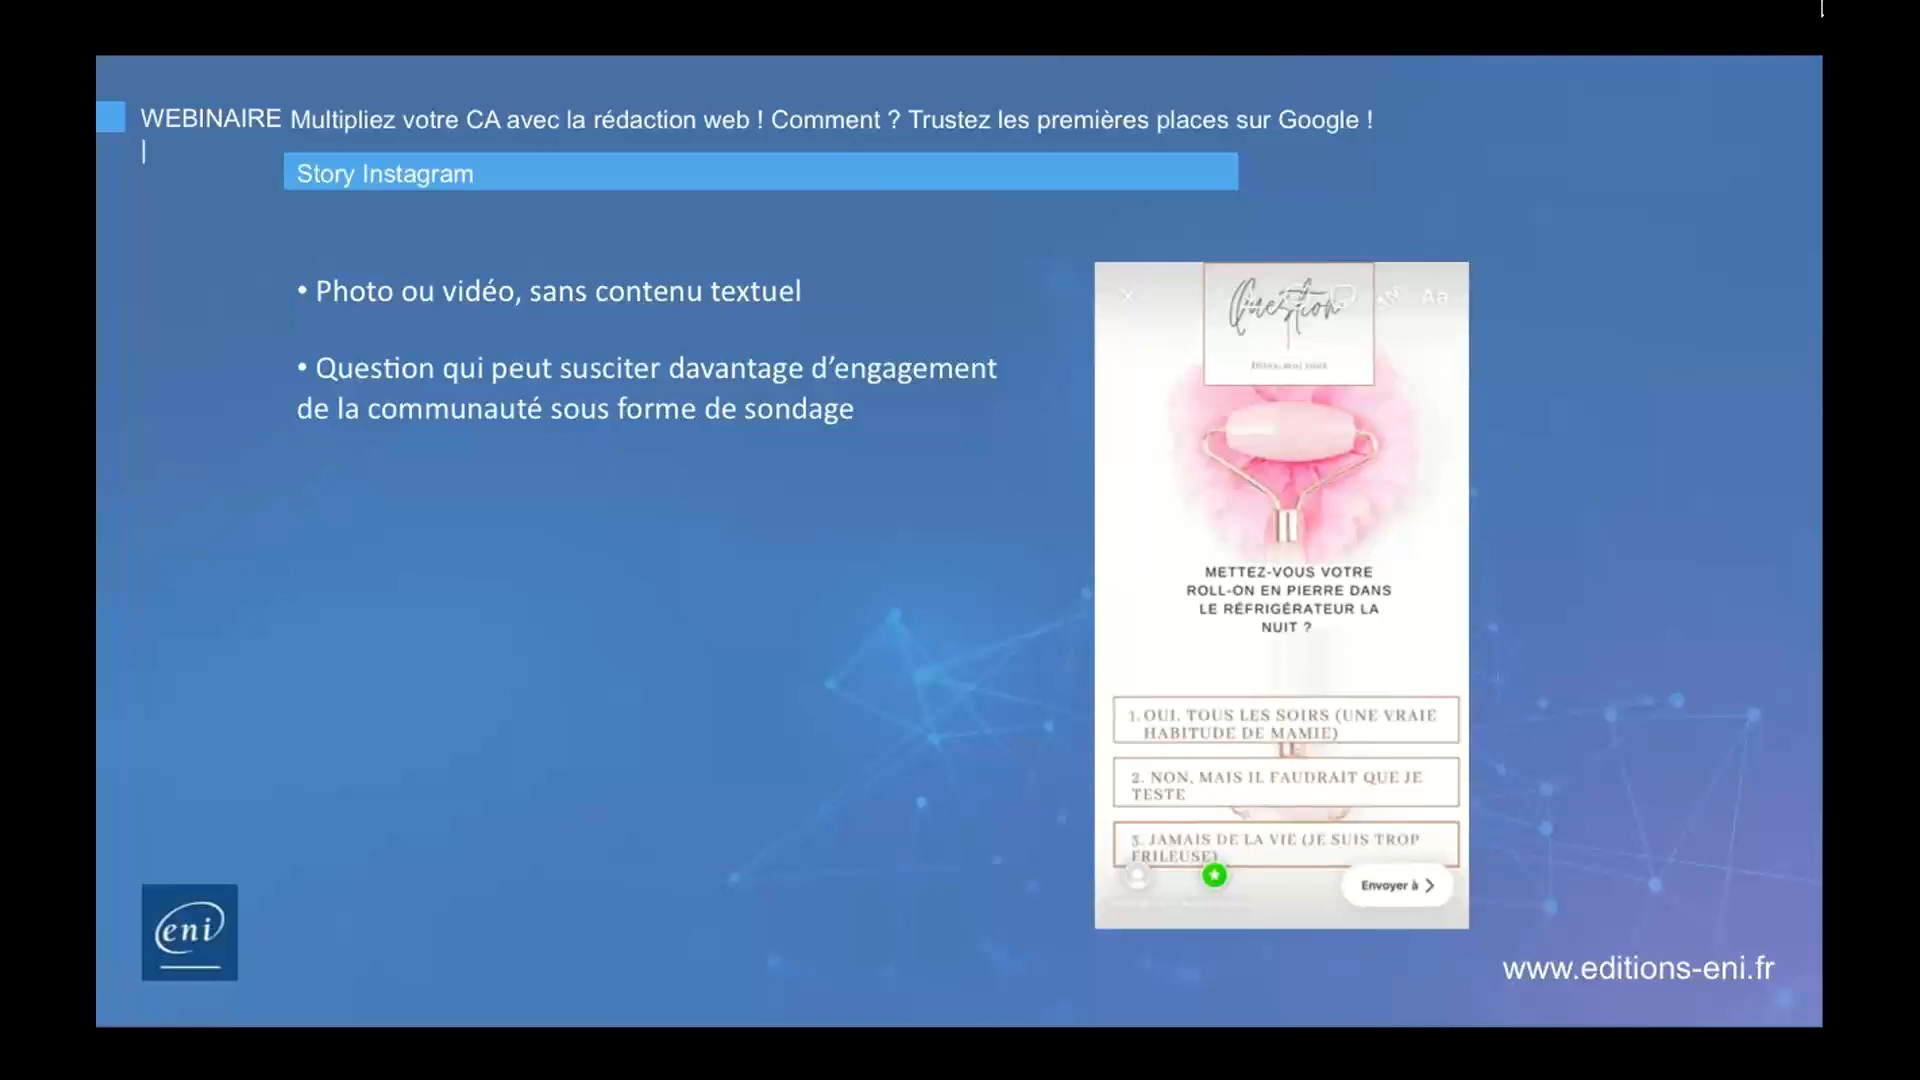 WEBINAIRE Multipliez votre CA avec la rédaction web ! Comment ? Trustez les premières places sur Google !
|
Story Instagram
• Photo ou vidéo, sans contenu textuel
• Question qui peut susciter davantage d’engagement
de la communauté sous forme de sondage
Question
Aa
METTEZ-VOUS VOTRE
ROLL-ON EN PIERRE DANS
LE RÉFRIGÉRATEUR LA
NUIT ?
1. OUI, TOUS LES SOIRS (UNE VRAIE
HABITUDE DE MAMIE)
2. NON, MAIS IL FAUDRAIT QUE JE
TESTE
3. JAMAIS DE LA VIE (JE SUIS TROP
FRILEUSE)
Envoyer à
eni
www.editions-eni.fr